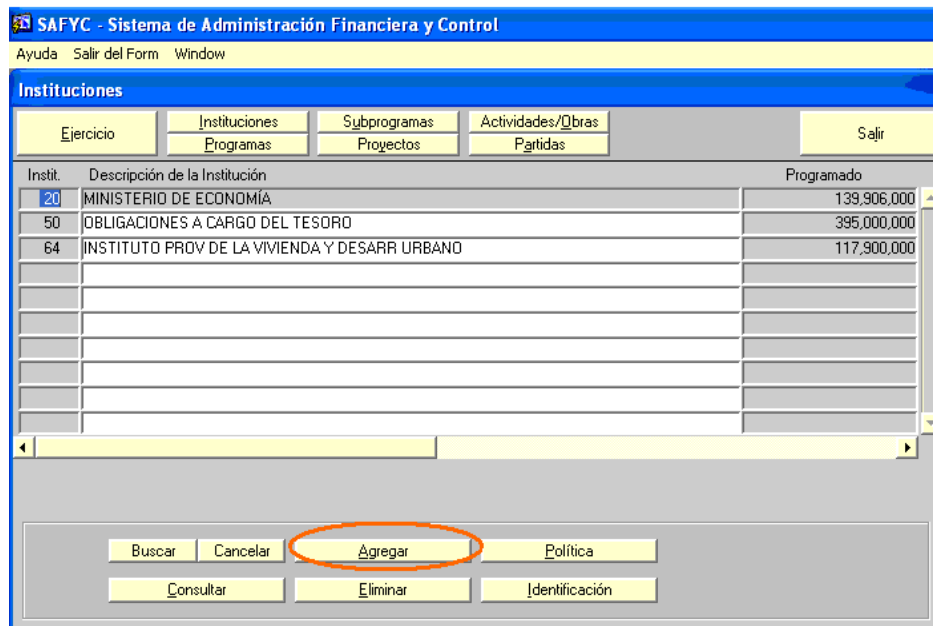 SAFYC - Sistema de Administración Financiera y Control
Ayuda Salir del Form Window
Instituciones
Ejercicio Instituciones Subprogramas Actividades/Obras Salir
Programas Proyectos Partidas
Instit. Descripción de la Institución Programado
20 MINISTERIO DE ECONOMÍA 139,906,000
50 OBLIGACIONES A CARGO DEL TESORO 395,000,000
64 INSTITUTO PROV DE LA VIVIENDA Y DESARR URBANO 117,900,000
Buscar Cancelar Agregar Política
Consultar Eliminar Identificación